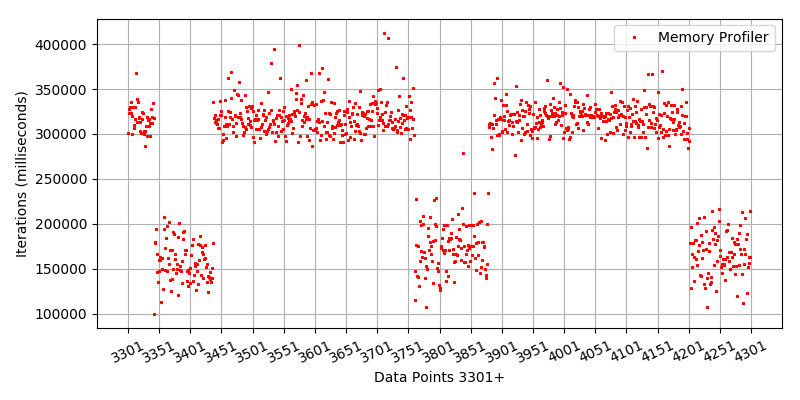 Memory Profiler
Iterations (milliseconds)
400000
350000
300000
250000
200000
150000
100000
3301 3351 3401 3451 3501 3551 3601 3651 3701 3751 3801 3851 3901 3951 4001 4051 4101 4151 4201 4251 4301
Data Points 3301+